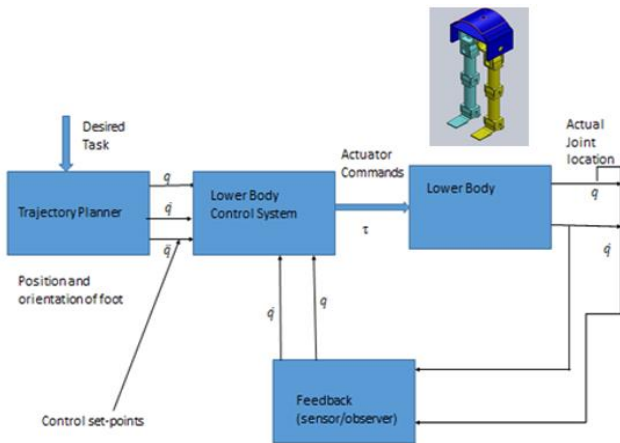 Desired
Task
Actual
Joint
location
Actuator
Commands
q
q̇
q̈
Trajectory Planner
Lower Body
Control System
τ
Lower Body
q
q̇
Position and
orientation of foot
q̇
q
Control set-points
Feedback
(sensor/observer)